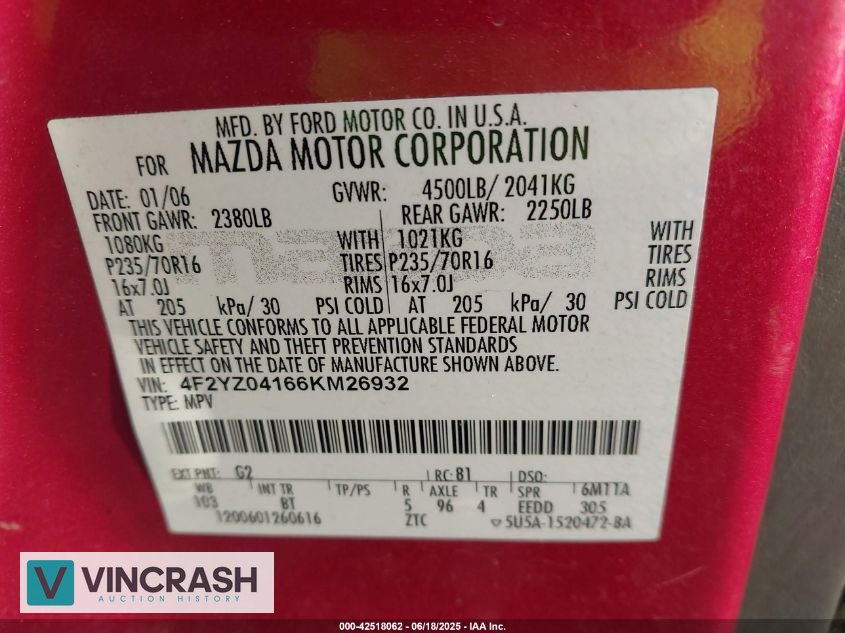 MFD. BY FORD MOTOR CO. IN U.S.A.
FOR MAZDA MOTOR CORPORATION
DATE: 01/06 GVWR: 4500LB/ 2041KG
FRONT GAWR: 2380LB REAR GAWR: 2250LB
1080KG WITH 1021KG WITH
P235/70R16 TIRES P235/70R16 TIRES
16x7.0J RIMS 16x7.0J RIMS
AT 205 kPa/ 30 PSI COLD AT 205 kPa/ 30 PSI COLD
THIS VEHICLE CONFORMS TO ALL APPLICABLE FEDERAL MOTOR
VEHICLE SAFETY AND THEFT PREVENTION STANDARDS
IN EFFECT ON THE DATE OF MANUFACTURE SHOWN ABOVE.
VIN: 4F2YZ04166KM26932
TYPE: MPV
EXT PNT: G2 RC: 81 DSO:
WB INT TR TP/PS R AXLE TR SPR 6M11A
103 BT 5 96 4 EEDD 305
1200601260616 ZTC 5U5A-1520472-BA
VINCRASH
AUCTION HISTORY
000-42518062 - 06/18/2025 - IAA Inc.